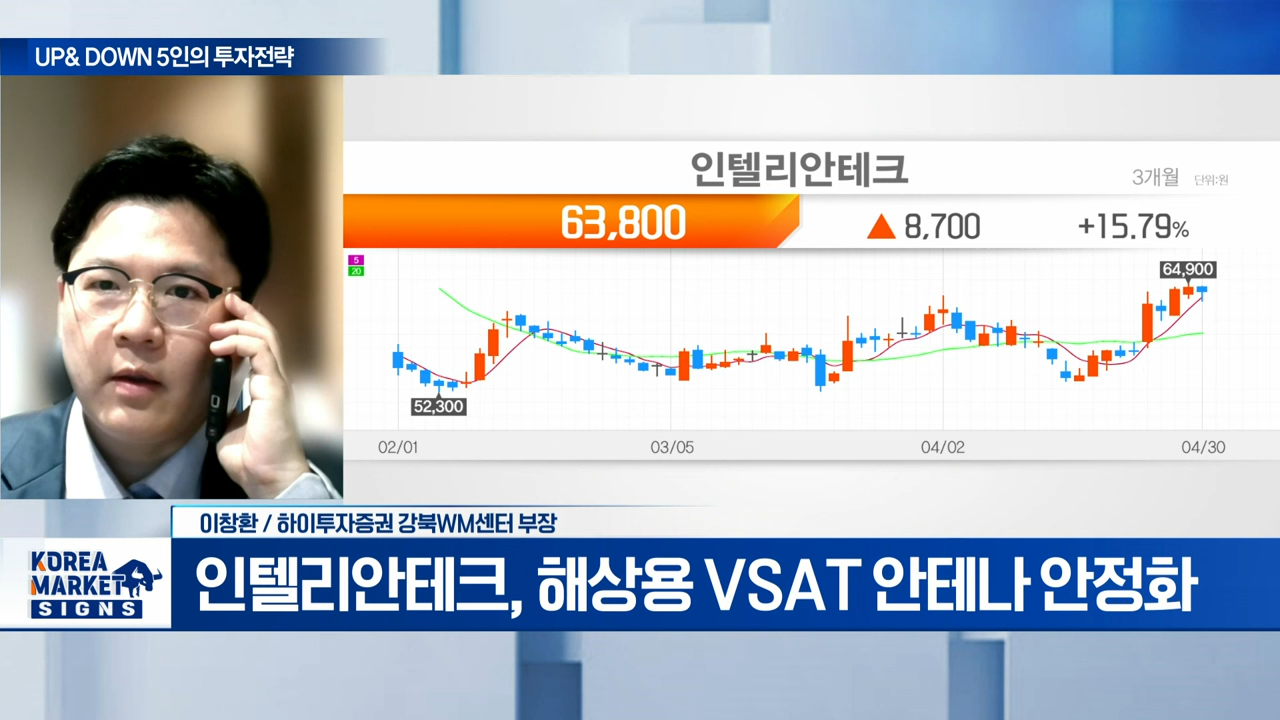 UP& DOWN 5인의 투자전략
인텔리안테크
3개월 단위:원
63,800 ▲ 8,700 +15.79%
5
20
64,900
52,300
02/01 03/05 04/02 04/30
이창환 / 하이투자증권 강북WM센터 부장
KOREA
MARKET
SIGNS
인텔리안테크, 해상용 VSAT 안테나 안정화